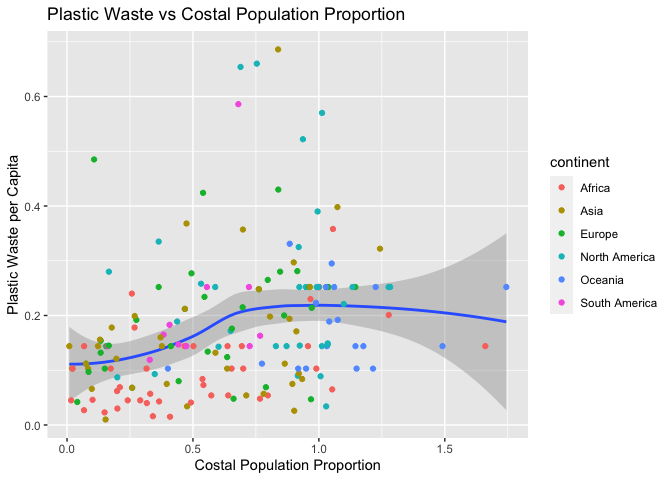 Plastic Waste vs Costal Population Proportion
Plastic Waste per Capita
0.6
0.4
0.2
0.0
0.0 0.5 1.0 1.5
Costal Population Proportion
continent
Africa
Asia
Europe
North America
Oceania
South America